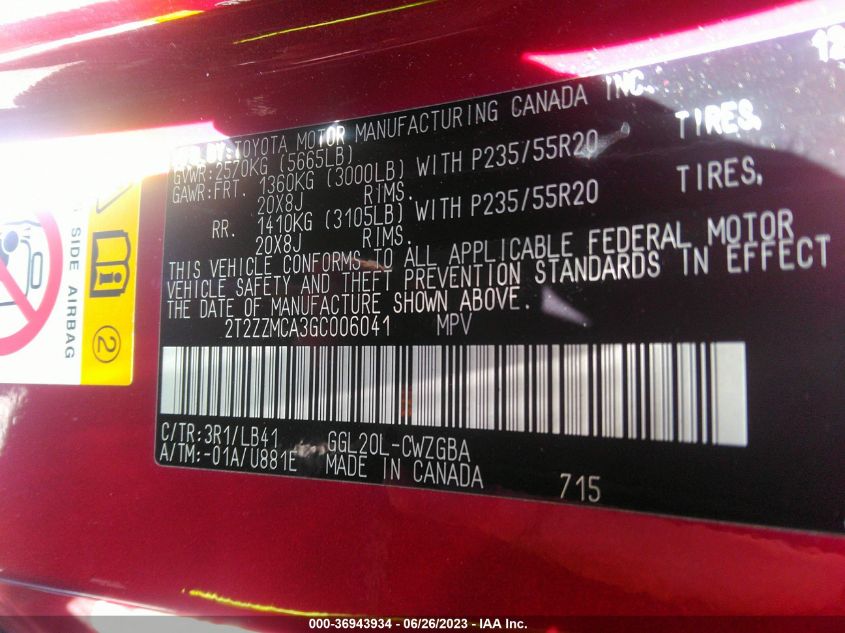 12
MFD. BY:TOYOTA MOTOR MANUFACTURING CANADA INC.
GVWR:2570KG (5665LB)
GAWR:FRT. 1360KG (3000LB) WITH P235/55R20 TIRES,
20X8J RIMS.
RR. 1410KG (3105LB) WITH P235/55R20 TIRES,
20X8J RIMS.
THIS VEHICLE CONFORMS TO ALL APPLICABLE FEDERAL MOTOR
VEHICLE SAFETY AND THEFT PREVENTION STANDARDS IN EFFECT
THE DATE OF MANUFACTURE SHOWN ABOVE.
2T2ZZMCA3GC006041 MPV
C/TR:3R1/LB41 GGL20L-CWZGBA
A/TM:-01A/U881E MADE IN CANADA
715
SIDE AIRBAG
2
000-36943934 - 06/26/2023 - IAA Inc.